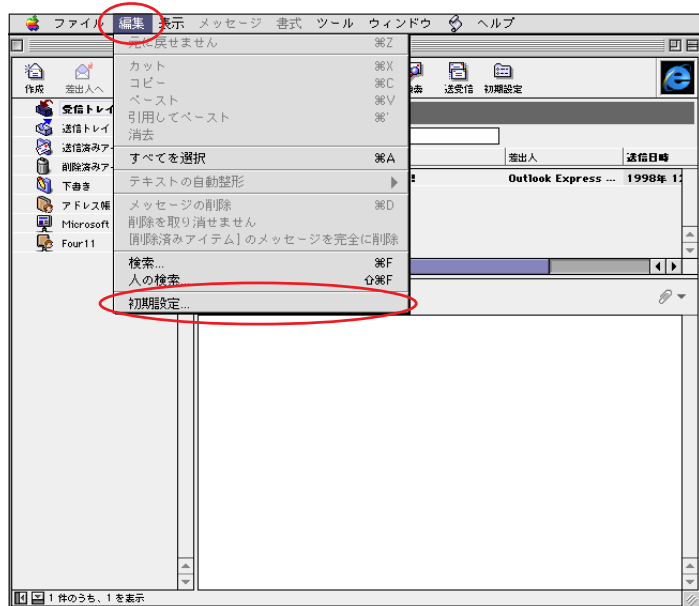 ファイル 編集 表示 メッセージ 書式 ツール ウィンドウ ヘルプ
元に戻せません ⌘Z
カット ⌘X
コピー ⌘C
ペースト ⌘V
引用してペースト ⌘'
消去
すべてを選択 ⌘A
テキストの自動整形
メッセージの削除 ⌘D
削除を取り消せません
[削除済みアイテム] のメッセージを完全に削除
検索... ⌘F
人の検索... ⇧⌘F
初期設定...
作成 差出人へ 送受信 初期設定
受信トレイ
送信トレイ
送信済みア
削除済みア
下書き
アドレス帳
Microsoft
Four11
差出人 送信日時
Outlook Express ... 1998年 12
1 件のうち、1 を表示